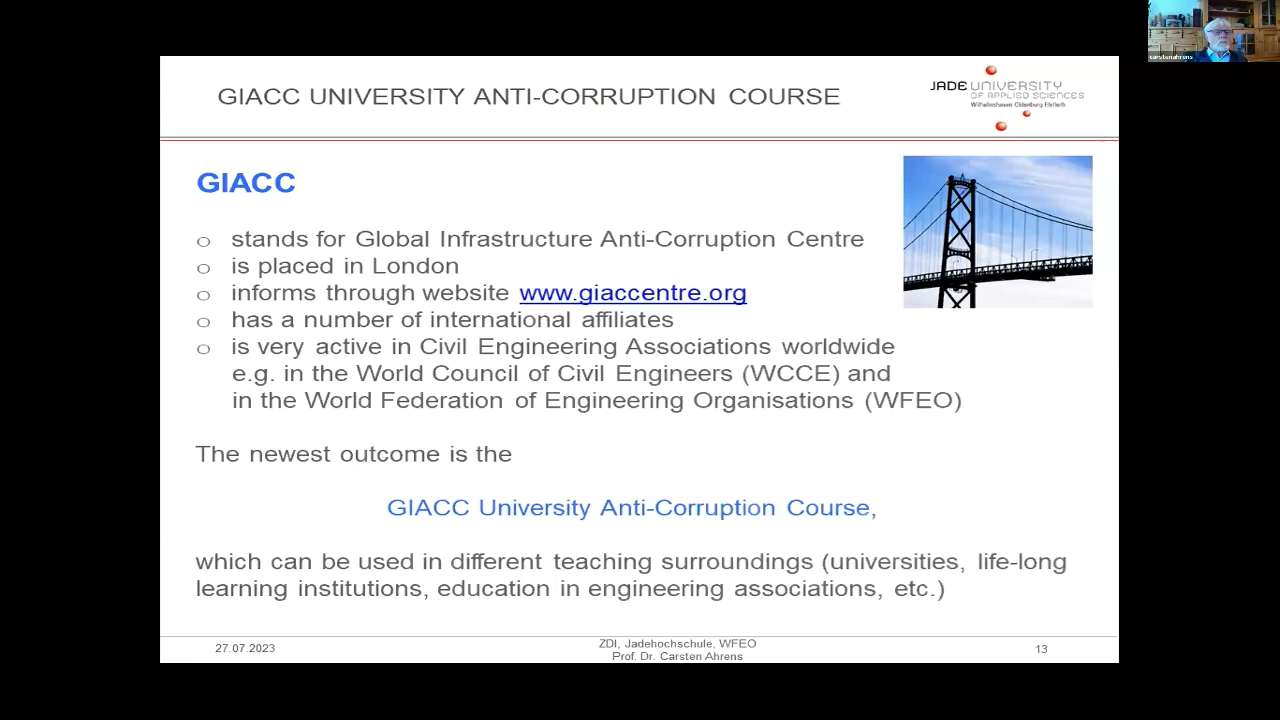 carstenahrens
GIACC UNIVERSITY ANTI-CORRUPTION COURSE
JADE UNIVERSITY
OF APPLIED SCIENCES
Wilhelmshaven Oldenburg Elsfleth
GIACC
o stands for Global Infrastructure Anti-Corruption Centre
o is placed in London
o informs through website www.giaccentre.org
o has a number of international affiliates
o is very active in Civil Engineering Associations worldwide
e.g. in the World Council of Civil Engineers (WCCE) and
in the World Federation of Engineering Organisations (WFEO)
The newest outcome is the
GIACC University Anti-Corruption Course,
which can be used in different teaching surroundings (universities, life-long
learning institutions, education in engineering associations, etc.)
27.07.2023
ZDI, Jadehochschule, WFEO
Prof. Dr. Carsten Ahrens
13